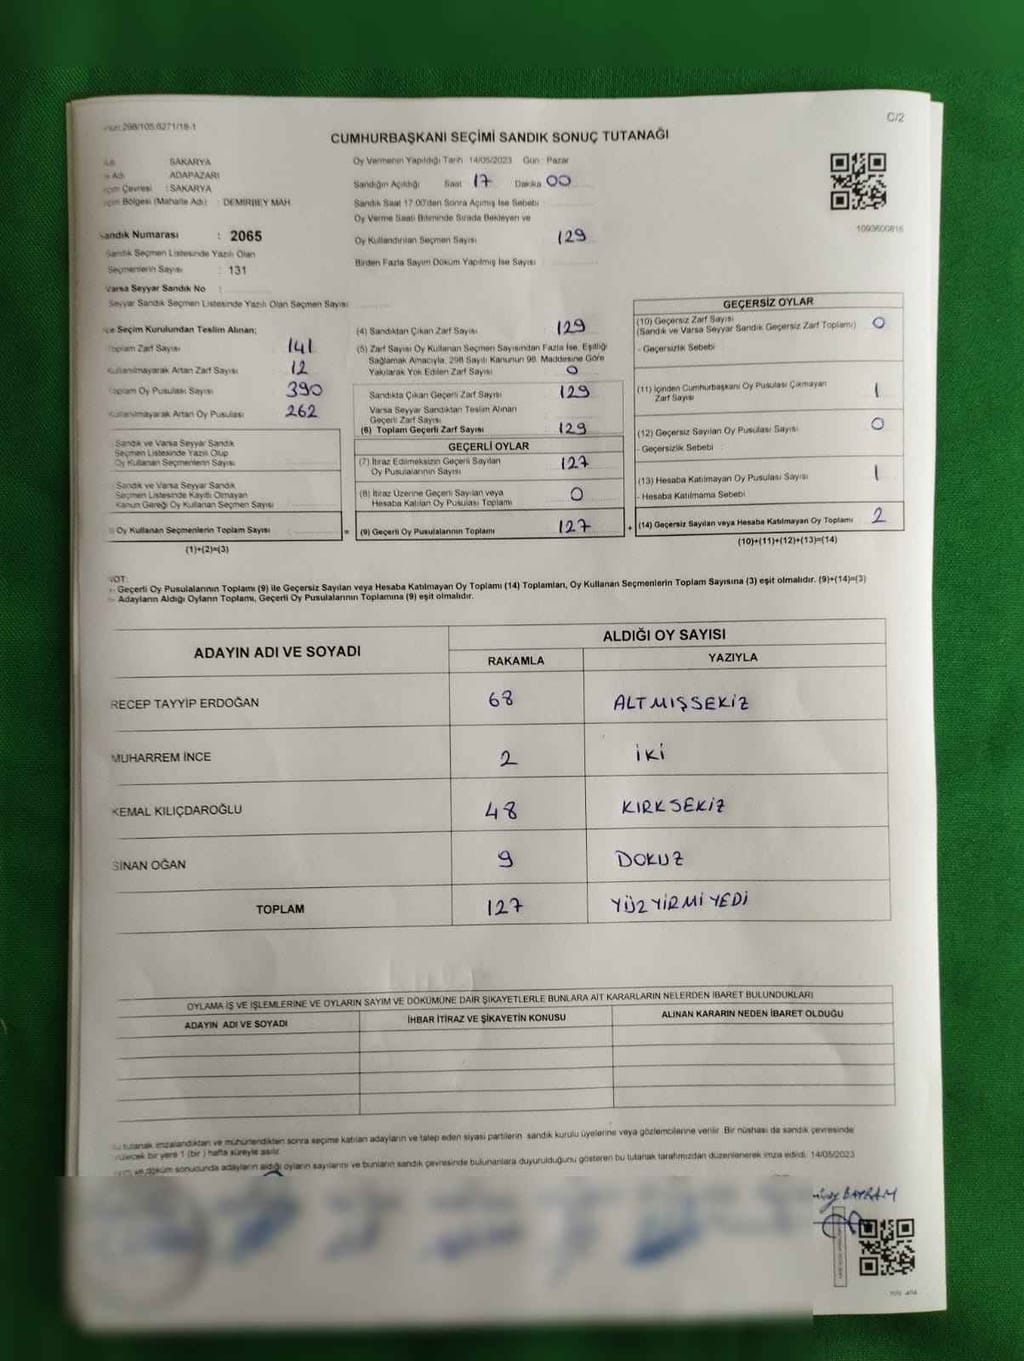 298/105.6271/18-1
C/2
CUMHURBAŞKANI SEÇİMİ SANDIK SONUÇ TUTANAĞI
SAKARYA
Adı ADAPAZARI
Çevresi : SAKARYA
Bölgesi (Mahalle Adı) : DEMİRBEY MAH
Oy Vermenin Yapıldığı Tarih 14/05/2023 Gün : Pazar
Sandığın Açıldığı Saat 17 Dakika 00
Sandık Saat 17.00'den Sonra Açılmış İse Sebebi
Oy Verme Saati Bitiminde Sırada Bekleyen ve
Oy Kullandırılan Seçmen Sayısı 129
Birden Fazla Sayım Döküm Yapılmış İse Sayısı
1093600816
Sandık Numarası : 2065
Sandık Seçmen Listesinde Yazılı Olan
Seçmenlerin Sayısı : 131
Varsa Seyyar Sandık No :
Seyyar Sandık Seçmen Listesinde Yazılı Olan Seçmen Sayısı
İlçe Seçim Kurulundan Teslim Alınan;
Toplam Zarf Sayısı 141
Kullanılmayarak Artan Zarf Sayısı 12
Toplam Oy Pusulası Sayısı 390
Kullanılmayarak Artan Oy Pusulası 262
Sandık ve Varsa Seyyar Sandık
Seçmen Listesinde Yazılı Olup
Oy Kullanan Seçmenlerin Sayısı
Sandık ve Varsa Seyyar Sandık
Seçmen Listesinde Kayıtlı Olmayan
Kanun Gereği Oy Kullanan Seçmen Sayısı
Oy Kullanan Seçmenlerin Toplam Sayısı =
(1)+(2)=(3)
(4) Sandıktan Çıkan Zarf Sayısı 129
(5) Zarf Sayısı Oy Kullanan Seçmen Sayısından Fazla İse, Eşitliği
Sağlamak Amacıyla, 298 Sayılı Kanunun 98. Maddesine Göre
Yakılarak Yok Edilen Zarf Sayısı 0
Sandıkta Çıkan Geçerli Zarf Sayısı 129
Varsa Seyyar Sandıktan Teslim Alınan
Geçerli Zarf Sayısı
(6) Toplam Geçerli Zarf Sayısı 129
GEÇERLİ OYLAR
(7) İtiraz Edilmeksizin Geçerli Sayılan
Oy Pusulalarının Sayısı 127
(8) İtiraz Üzerine Geçerli Sayılan veya
Hesaba Katılan Oy Pusulası Toplamı 0
(9) Geçerli Oy Pusulalarının Toplamı 127 +
GEÇERSİZ OYLAR
(10) Geçersiz Zarf Sayısı
(Sandık ve Varsa Seyyar Sandık Geçersiz Zarf Toplamı) 0
- Geçersizlik Sebebi
(11) İçinden Cumhurbaşkanı Oy Pusulası Çıkmayan
Zarf Sayısı 1
(12) Geçersiz Sayılan Oy Pusulası Sayısı 0
- Geçersizlik Sebebi :
(13) Hesaba Katılmayan Oy Pusulası Sayısı 1
- Hesaba Katılmama Sebebi
(14) Geçersiz Sayılan veya Hesaba Katılmayan Oy Toplamı 2
(10)+(11)+(12)+(13)=(14)
NOT:
- Geçerli Oy Pusulalarının Toplamı (9) ile Geçersiz Sayılan veya Hesaba Katılmayan Oy Toplamı (14) Toplamları, Oy Kullanan Seçmenlerin Toplam Sayısına (3) eşit olmalıdır. (9)+(14)=(3)
- Adayların Aldığı Oyların Toplamı, Geçerli Oy Pusulalarının Toplamına (9) eşit olmalıdır.
ADAYIN ADI VE SOYADI
ALDIĞI OY SAYISI
RAKAMLA YAZIYLA
RECEP TAYYİP ERDOĞAN 68 ALTMIŞSEKİZ
MUHARREM İNCE 2 İKİ
KEMAL KILIÇDAROĞLU 48 KIRKSEKİZ
SİNAN OĞAN 9 DOKUZ
TOPLAM 127 YÜZYİRMİYEDİ
OYLAMA İŞ VE İŞLEMLERİNE VE OYLARIN SAYIM VE DÖKÜMÜNE DAİR ŞİKAYETLERLE BUNLARA AİT KARARLARIN NELERDEN İBARET BULUNDUKLARI
ADAYIN ADI VE SOYADI İHBAR İTİRAZ VE ŞİKAYETİN KONUSU ALINAN KARARIN NEDEN İBARET OLDUĞU
tutanak imzalandıktan ve mühürlendikten sonra seçime katılan adayların ve talep eden siyasi partilerin sandık kurulu üyelerine veya gözlemcilerine verilir. Bir nüshası da sandık çevresinde
bir yere 1 (bir) hafta süreyle asılır.
ve döküm sonucunda adayların aldığı oyların sayılarını ve bunların sandık çevresinde bulunanlara duyurulduğunu gösteren bu tutanak tarafımızdan düzenlenerek imza edildi. 14/05/2023
BAYRAM